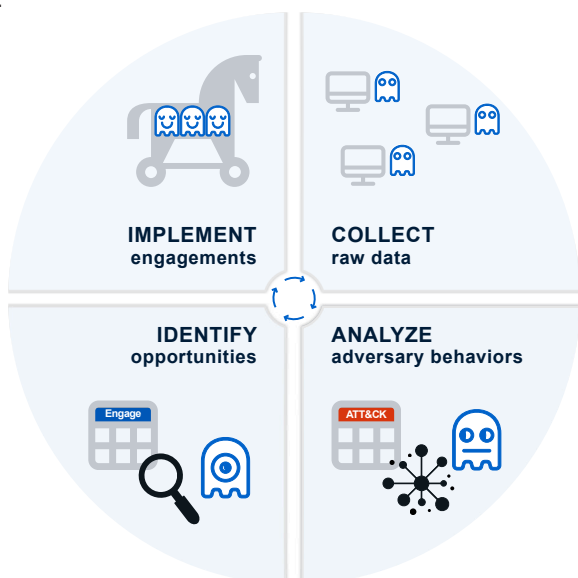 IMPLEMENT
engagements
COLLECT
raw data
IDENTIFY
opportunities
ANALYZE
adversary behaviors
Engage
ATT&CK